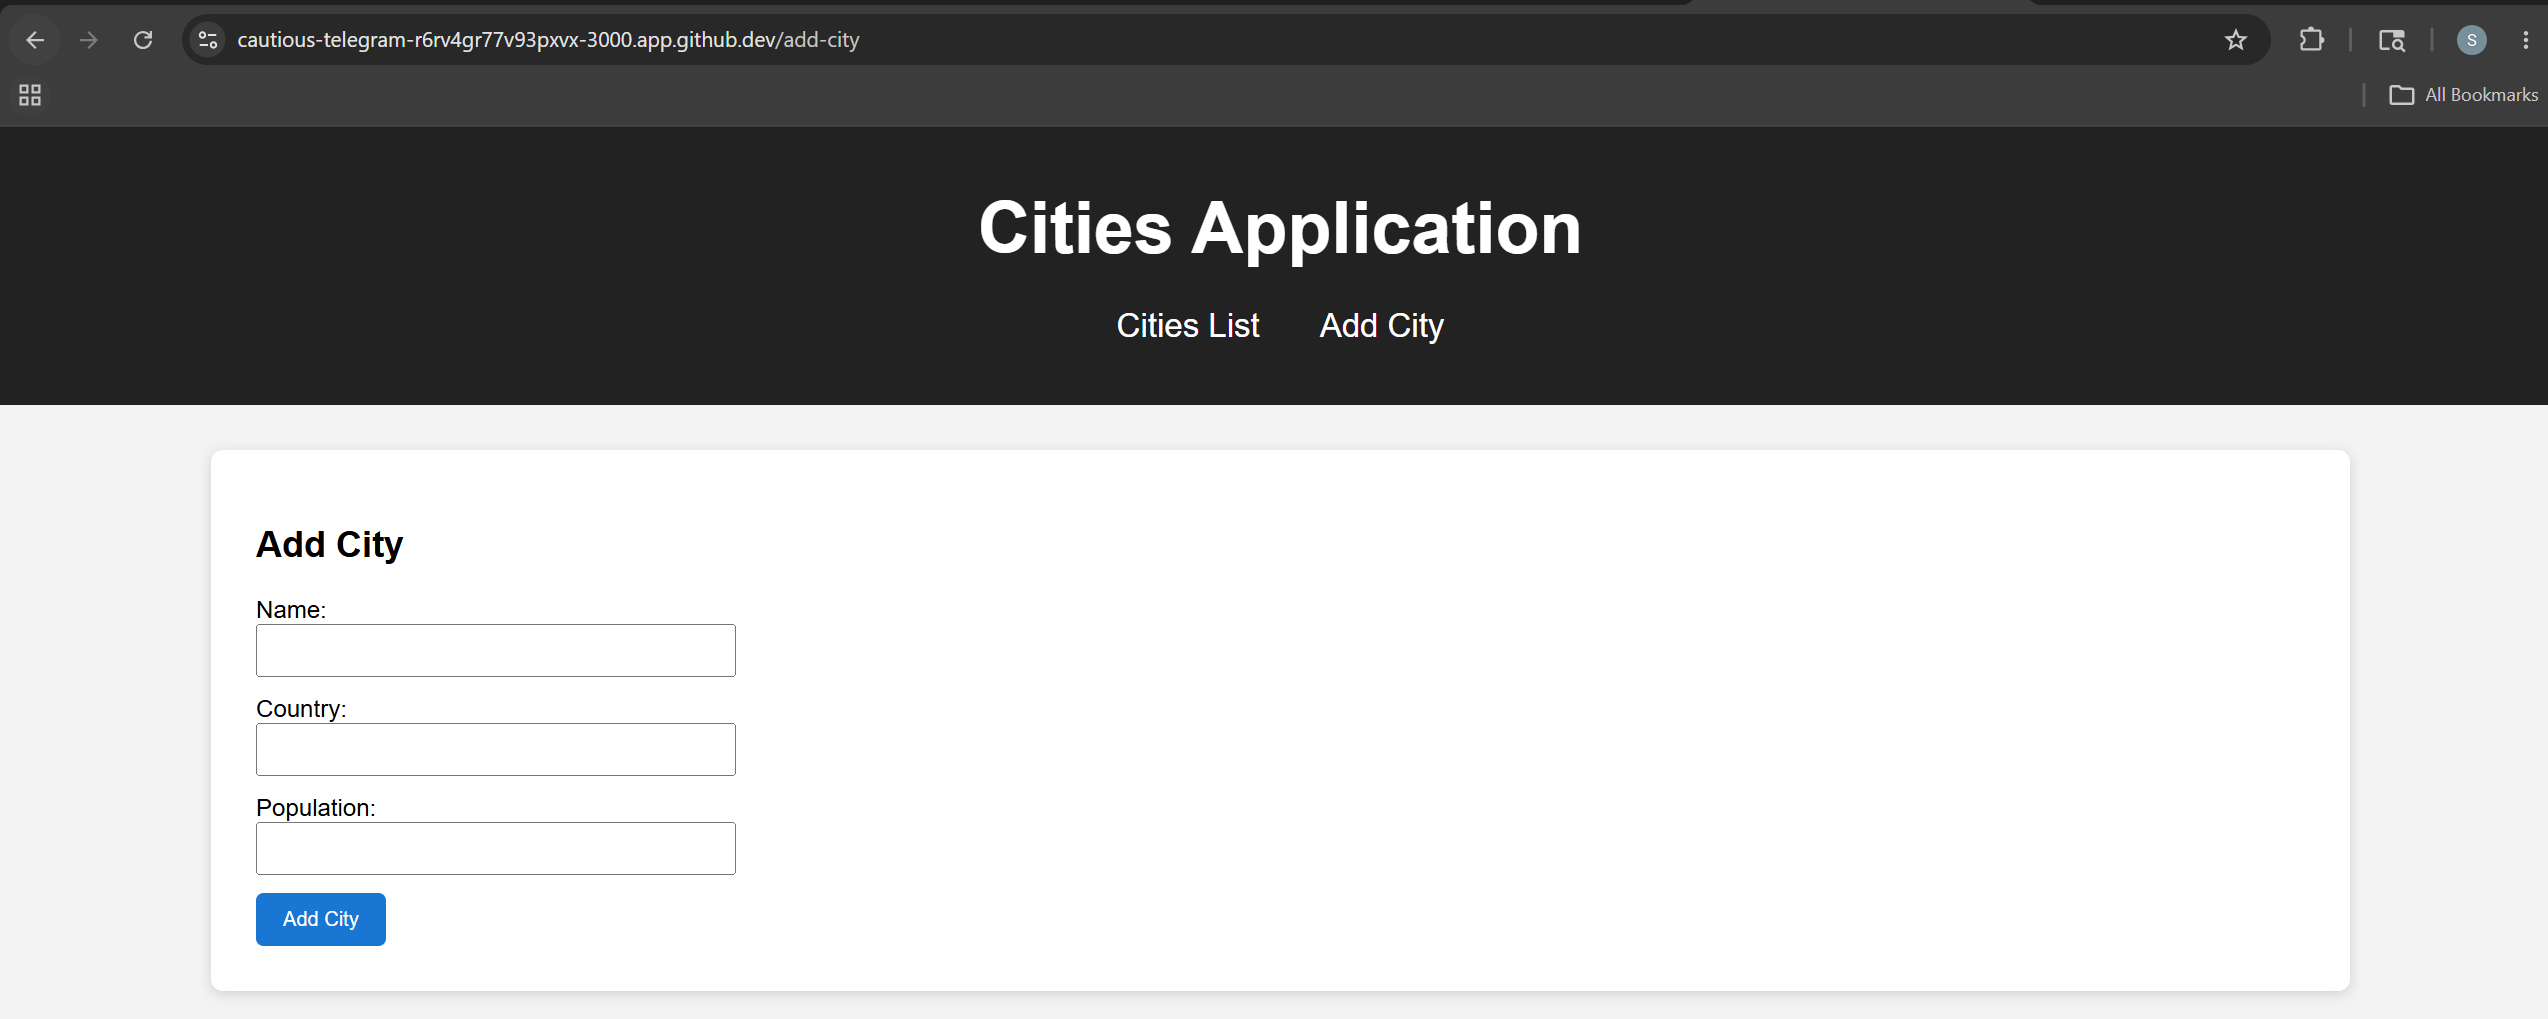 cautious-telegram-r6rv4gr77v93pxvx-3000.app.github.dev/add-city
S
All Bookmarks
Cities Application
Cities List Add City
Add City
Name:
Country:
Population:
Add City